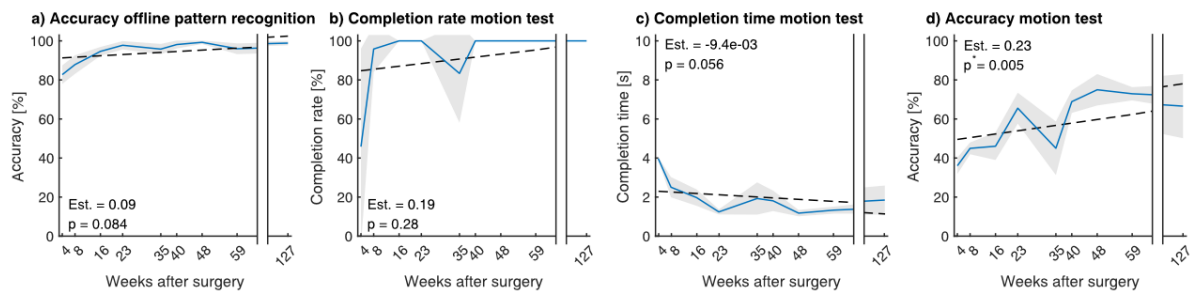 a) Accuracy offline pattern recognition
100
80
60
40
20
0
Accuracy [%]
Est. = 0.09
p = 0.084
4 8 16 23 35 40 48 59 127
Weeks after surgery
b) Completion rate motion test
100
80
60
40
20
0
Completion rate [%]
Est. = 0.19
p = 0.28
4 8 16 23 35 40 59 127
Weeks after surgery
c) Completion time motion test
10
8
6
4
2
0
Completion time [s]
Est. = -9.4e-03
p = 0.056
4 8 16 23 35 40 48 59 127
Weeks after surgery
d) Accuracy motion test
100
80
60
40
20
0
Accuracy [%]
Est. = 0.23
p* = 0.005
4 8 16 23 35 40 48 59 127
Weeks after surgery